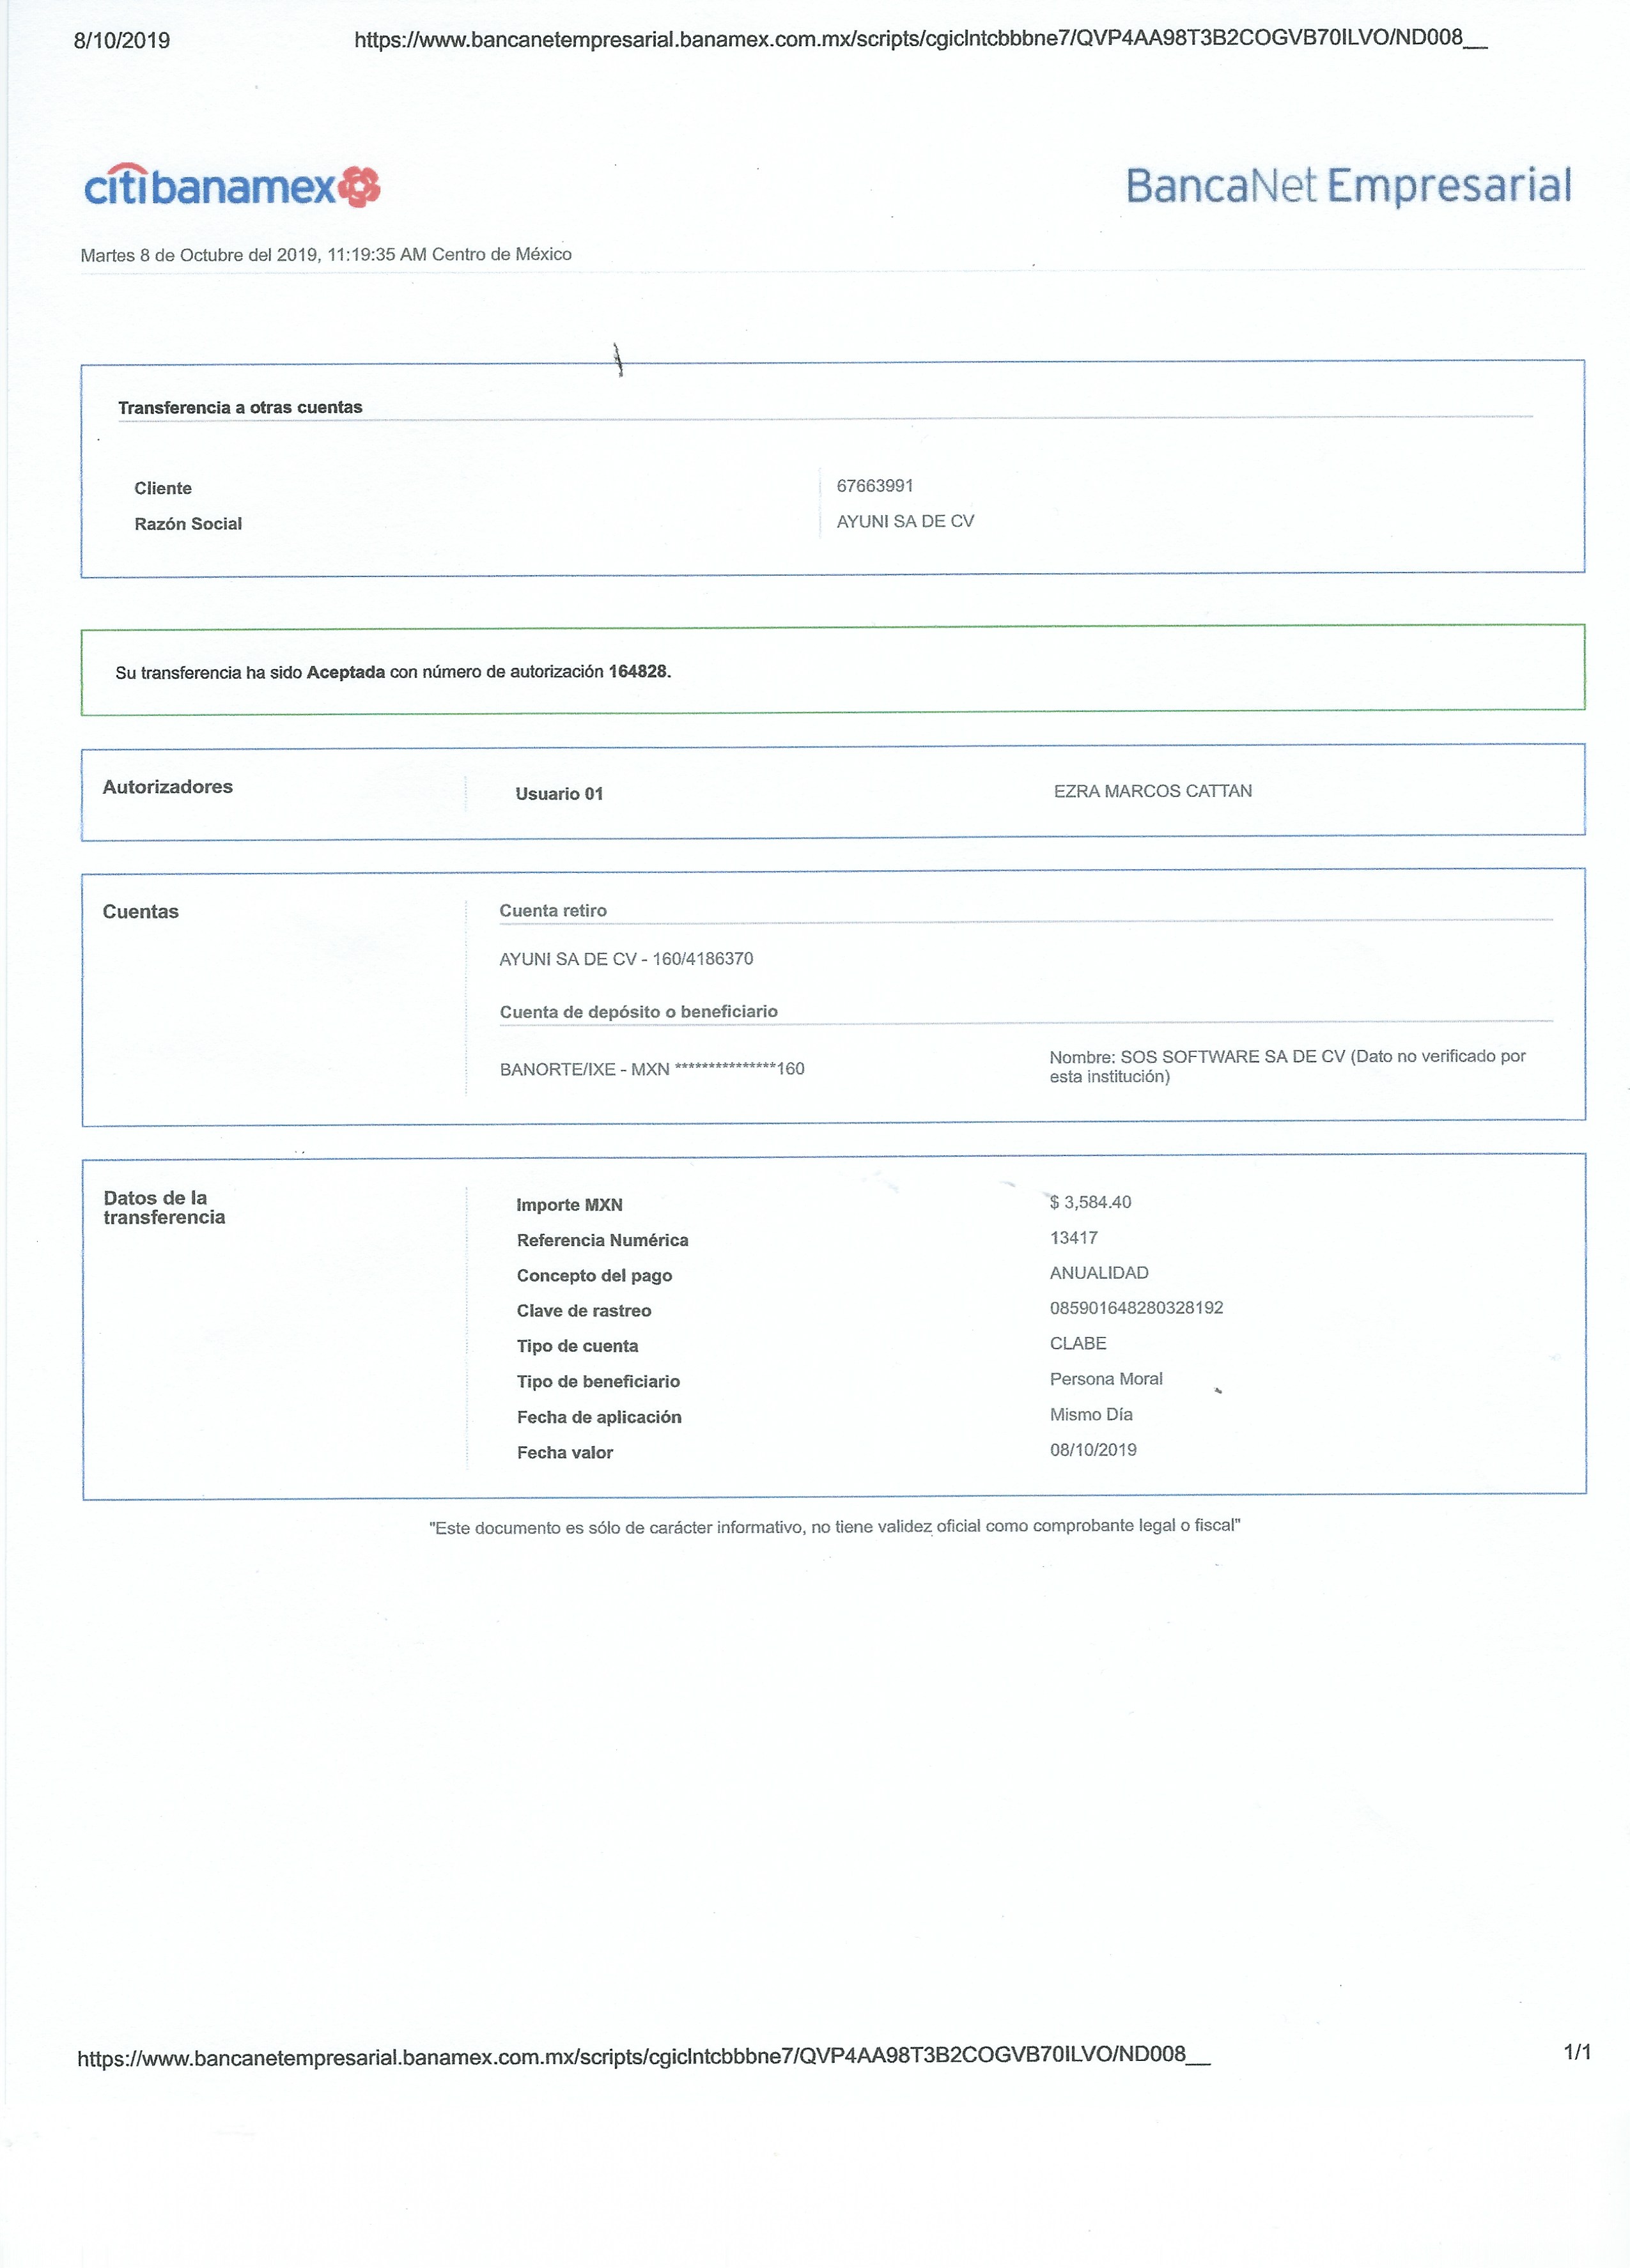 8/10/2019 https://www.bancanetempresarial.banamex.com.mx/scripts/cgiclntcbbbne7/QVP4AA98T3B2COGVB70ILVO/ND008__
citibanamex BancaNet Empresarial
Martes 8 de Octubre del 2019, 11:19:35 AM Centro de México
Transferencia a otras cuentas
Cliente 67663991
Razón Social AYUNI SA DE CV
Su transferencia ha sido Aceptada con número de autorización 164828.
Autorizadores Usuario 01 EZRA MARCOS CATTAN
Cuentas Cuenta retiro
AYUNI SA DE CV - 160/4186370
Cuenta de depósito o beneficiario
BANORTE/IXE - MXN ***************160 Nombre: SOS SOFTWARE SA DE CV (Dato no verificado por
esta institución)
Datos de la
transferencia
Importe MXN $ 3,584.40
Referencia Numérica 13417
Concepto del pago ANUALIDAD
Clave de rastreo 085901648280328192
Tipo de cuenta CLABE
Tipo de beneficiario Persona Moral
Fecha de aplicación Mismo Día
Fecha valor 08/10/2019
"Este documento es sólo de carácter informativo, no tiene validez oficial como comprobante legal o fiscal"
https://www.bancanetempresarial.banamex.com.mx/scripts/cgiclntcbbbne7/QVP4AA98T3B2COGVB70ILVO/ND008__ 1/1